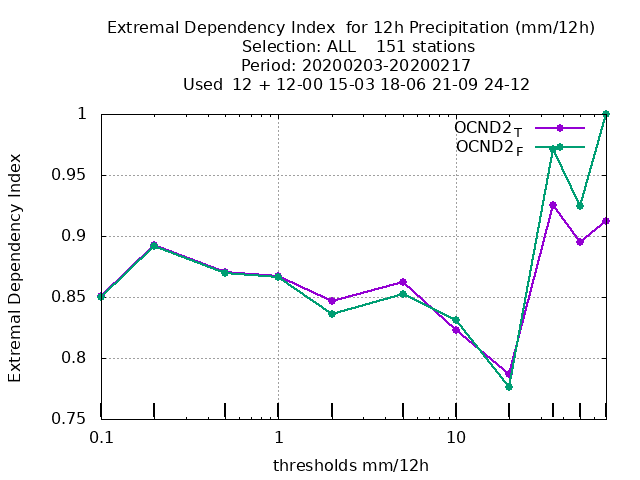 Extremal Dependency Index  for 12h Precipitation (mm/12h)
Selection: ALL    151 stations
Period: 20200203-20200217
Used  12 + 12-00 15-03 18-06 21-09 24-12
OCND2_T
OCND2_F
1
0.95
0.9
0.85
0.8
0.75
Extremal Dependency Index
0.1
1
10
thresholds mm/12h